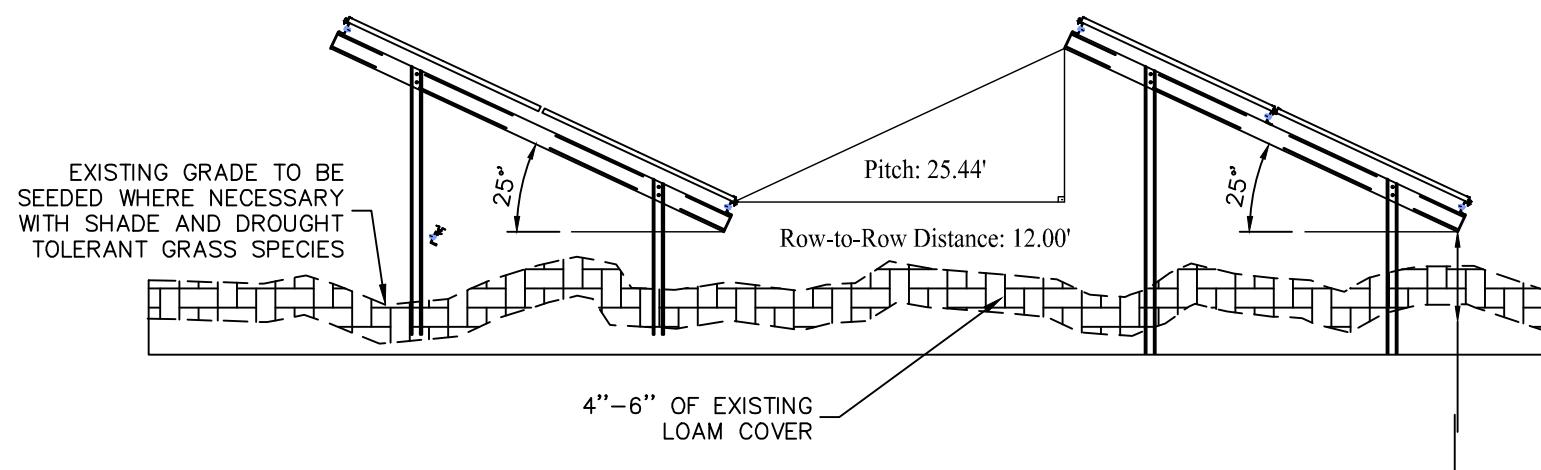 EXISTING GRADE TO BE
SEEDED WHERE NECESSARY
WITH SHADE AND DROUGHT
TOLERANT GRASS SPECIES
25°
Pitch: 25.44'
Row-to-Row Distance: 12.00'
25°
4''-6'' OF EXISTING
LOAM COVER